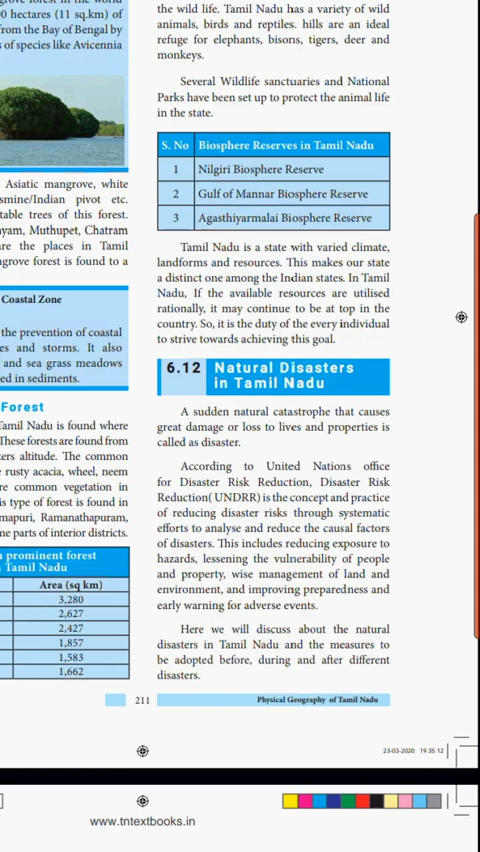 grove forest in the world
0 hectares (11 sq.km) of
from the Bay of Bengal by
s of species like Avicennia
Asiatic mangrove, white
smine/Indian pivot etc.
table trees of this forest.
yam, Muthupet, Chatram
are the places in Tamil
ngrove forest is found to a
Coastal Zone
the prevention of coastal
es and storms. It also
and sea grass meadows
ed in sediments.
Forest
Tamil Nadu is found where
These forests are found from
ters altitude. The common
e rusty acacia, wheel, neem
re common vegetation in
is type of forest is found in
mapuri, Ramanathapuram,
me parts of interior districts.
n prominent forest
n Tamil Nadu
Area (sq km)
3,280
2,627
2,427
1,857
1,583
1,662
the wild life. Tamil Nadu has a variety of wild
animals, birds and reptiles. hills are an ideal
refuge for elephants, bisons, tigers, deer and
monkeys.
Several Wildlife sanctuaries and National
Parks have been set up to protect the animal life
in the state.
S. No Biosphere Reserves in Tamil Nadu
1 Nilgiri Biosphere Reserve
2 Gulf of Mannar Biosphere Reserve
3 Agasthiyarmalai Biosphere Reserve
Tamil Nadu is a state with varied climate,
landforms and resources. This makes our state
a distinct one among the Indian states. In Tamil
Nadu, If the available resources are utilised
rationally, it may continue to be at top in the
country. So, it is the duty of the every individual
to strive towards achieving this goal.
6.12 Natural Disasters
in Tamil Nadu
A sudden natural catastrophe that causes
great damage or loss to lives and properties is
called as disaster.
According to United Nations office
for Disaster Risk Reduction, Disaster Risk
Reduction( UNDRR) is the concept and practice
of reducing disaster risks through systematic
efforts to analyse and reduce the causal factors
of disasters. This includes reducing exposure to
hazards, lessening the vulnerability of people
and property, wise management of land and
environment, and improving preparedness and
early warning for adverse events.
Here we will discuss about the natural
disasters in Tamil Nadu and the measures to
be adopted before, during and after different
disasters.
211 Physical Geography of Tamil Nadu
23-03-2020 19:35:12
www.tntextbooks.in